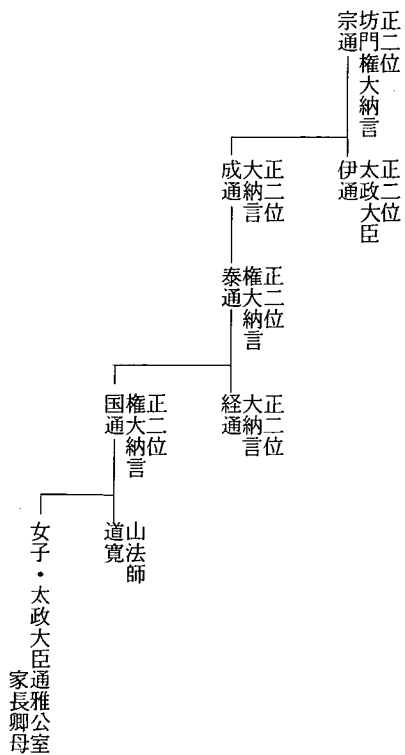 正二位
坊門権大納言
宗通
正二位
太政大臣
伊通
正二位
大納言
成通
正二位
権大納言
泰通
正二位
大納言
経通
正二位
権大納言
国通
山法師
道寛
女子・太政大臣通雅公室
家長卿母